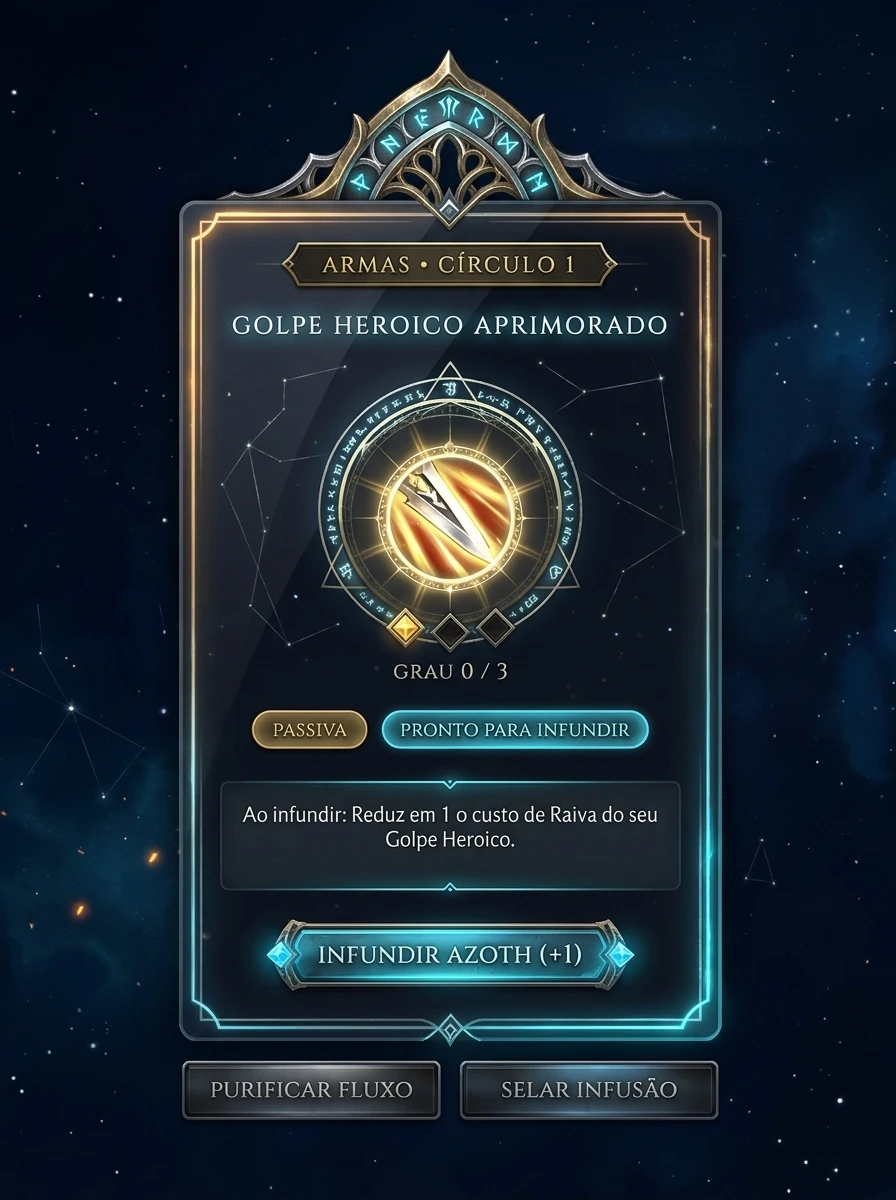 ARMAS • CÍRCULO 1
GOLPE HEROICO APRIMORADO
GRAU 0 / 3
PASSIVA
PRONTO PARA INFUNDIR
Ao infundir: Reduz em 1 o custo de Raiva do seu
Golpe Heroico.
INFUNDIR AZOTH (+1)
PURIFICAR FLUXO
SELAR INFUSÃO